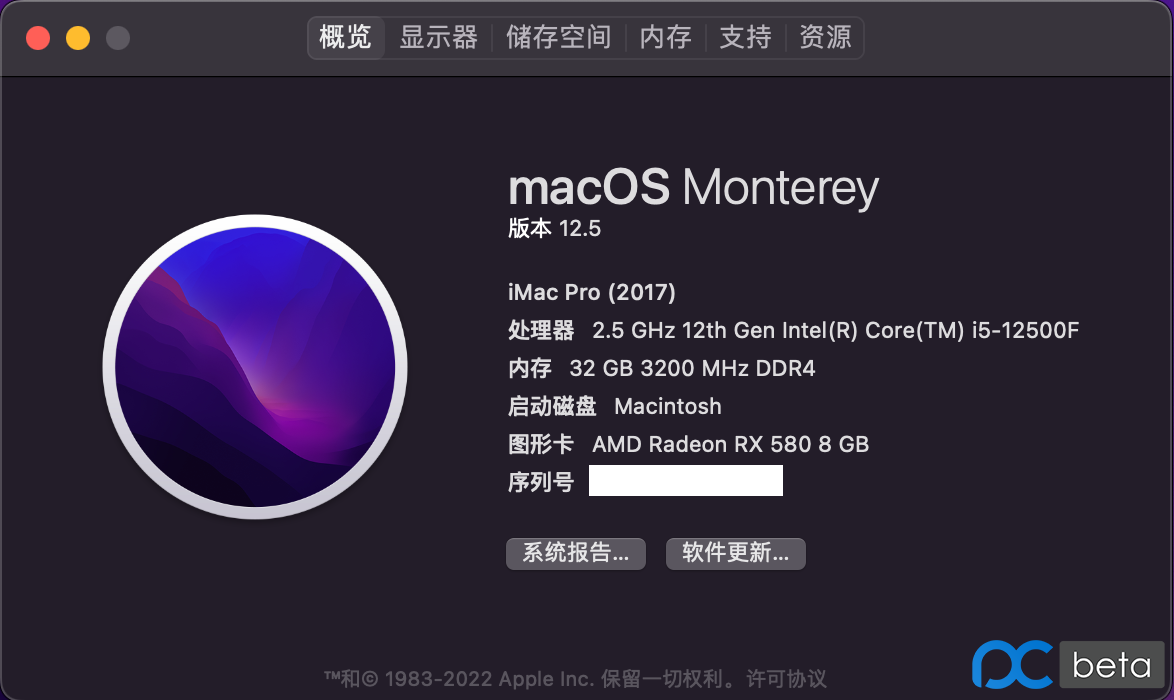 概览 显示器 储存空间 内存 支持 资源
macOS Monterey
版本 12.5
iMac Pro (2017)
处理器 2.5 GHz 12th Gen Intel(R) Core(TM) i5-12500F
内存 32 GB 3200 MHz DDR4
启动磁盘 Macintosh
图形卡 AMD Radeon RX 580 8 GB
序列号
系统报告... 软件更新...
™和© 1983-2022 Apple Inc. 保留一切权利。许可协议
pc beta